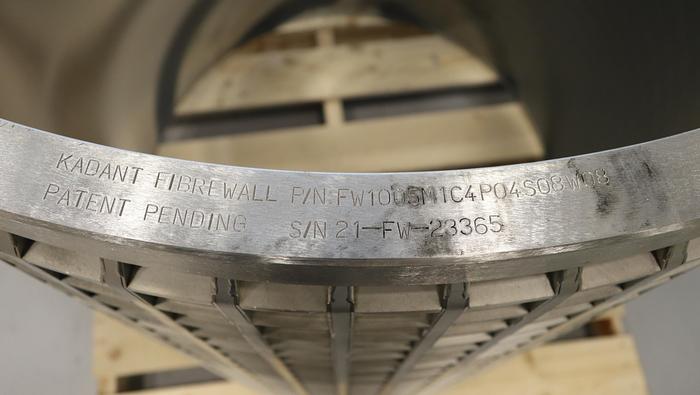 KADANT FIBREWALL P/N:FW1005M1C4P04S08W08
PATENT PENDING S/N 21-FW-23365